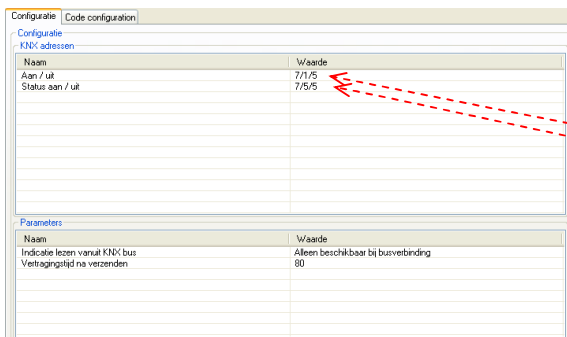 Configuratie Code configuration
Configuratie
KNX adressen
Naam Waarde
Aan / uit 7/1/5
Status aan / uit 7/5/5
Parameters
Naam Waarde
Indicatie lezen vanuit KNX bus Alleen beschikbaar bij busverbinding
Vertragingstijd na verzenden 80